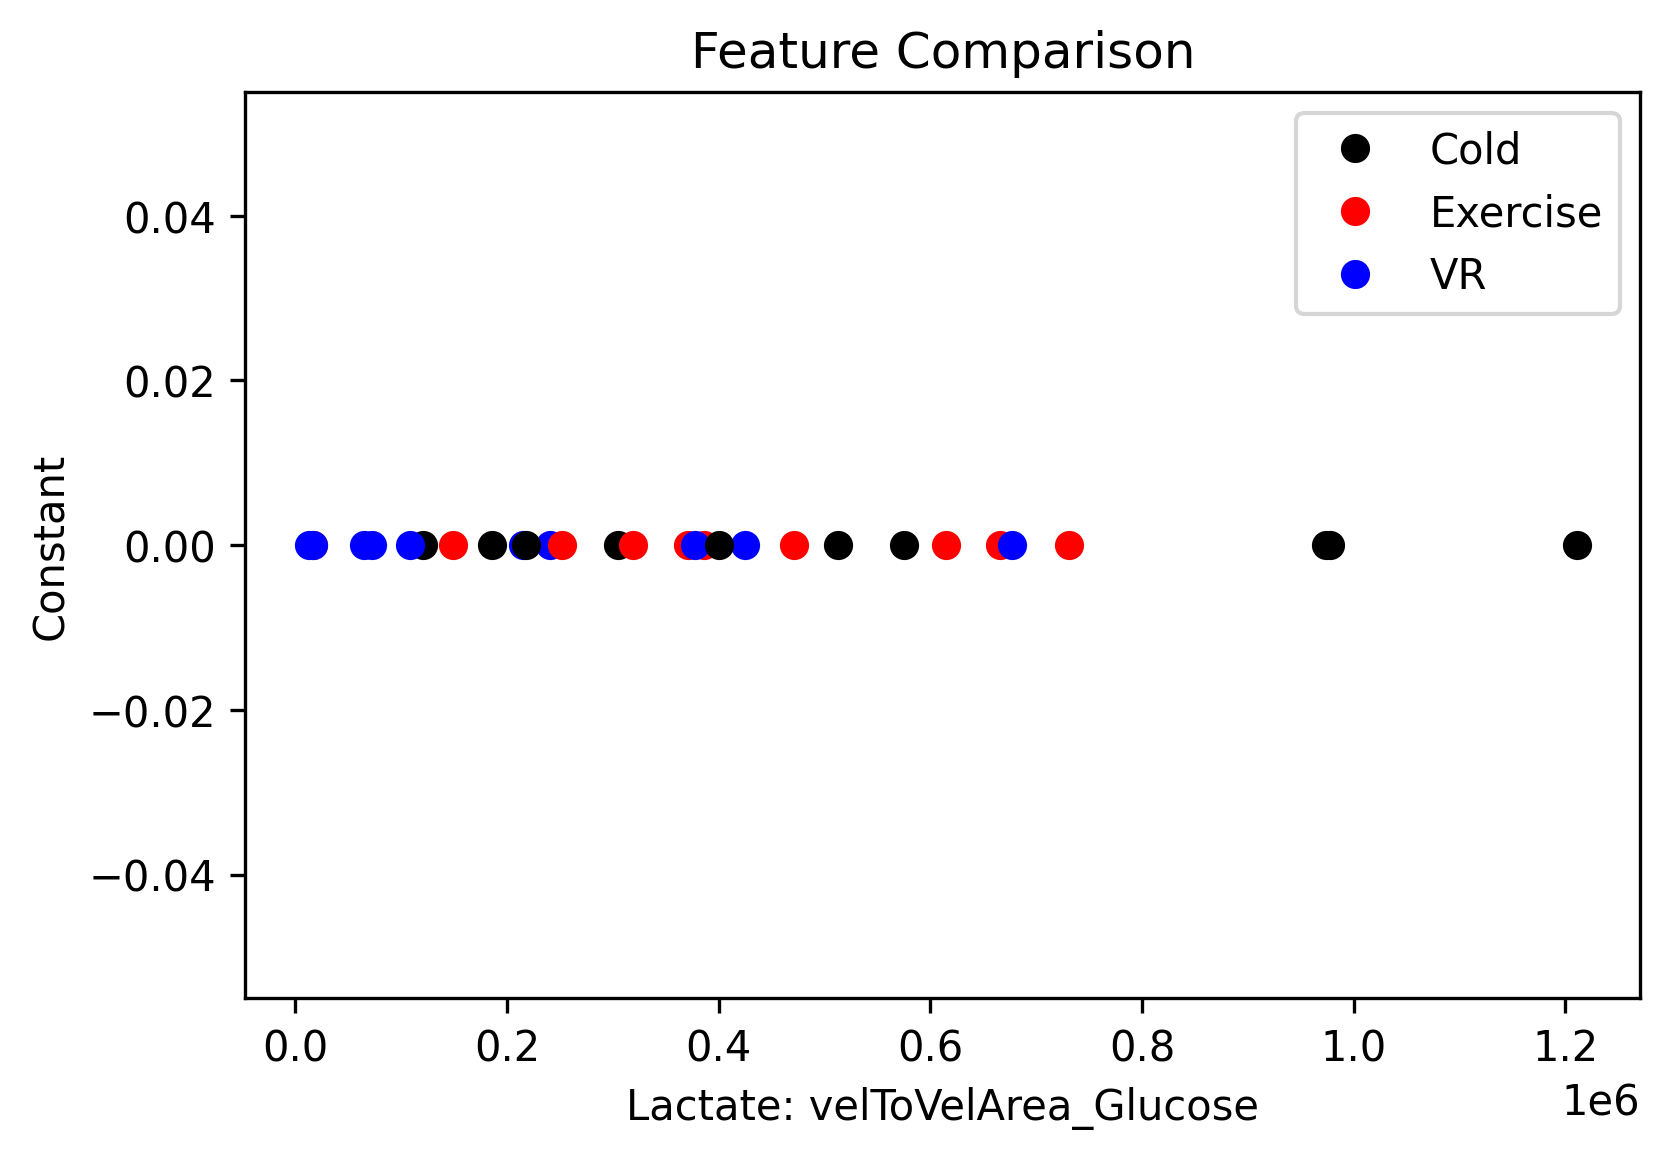 Feature Comparison
Cold
Exercise
VR
0.04
0.02
0.00
−0.02
−0.04
Constant
0.0 0.2 0.4 0.6 0.8 1.0 1.2
1e6
Lactate: velToVelArea_Glucose